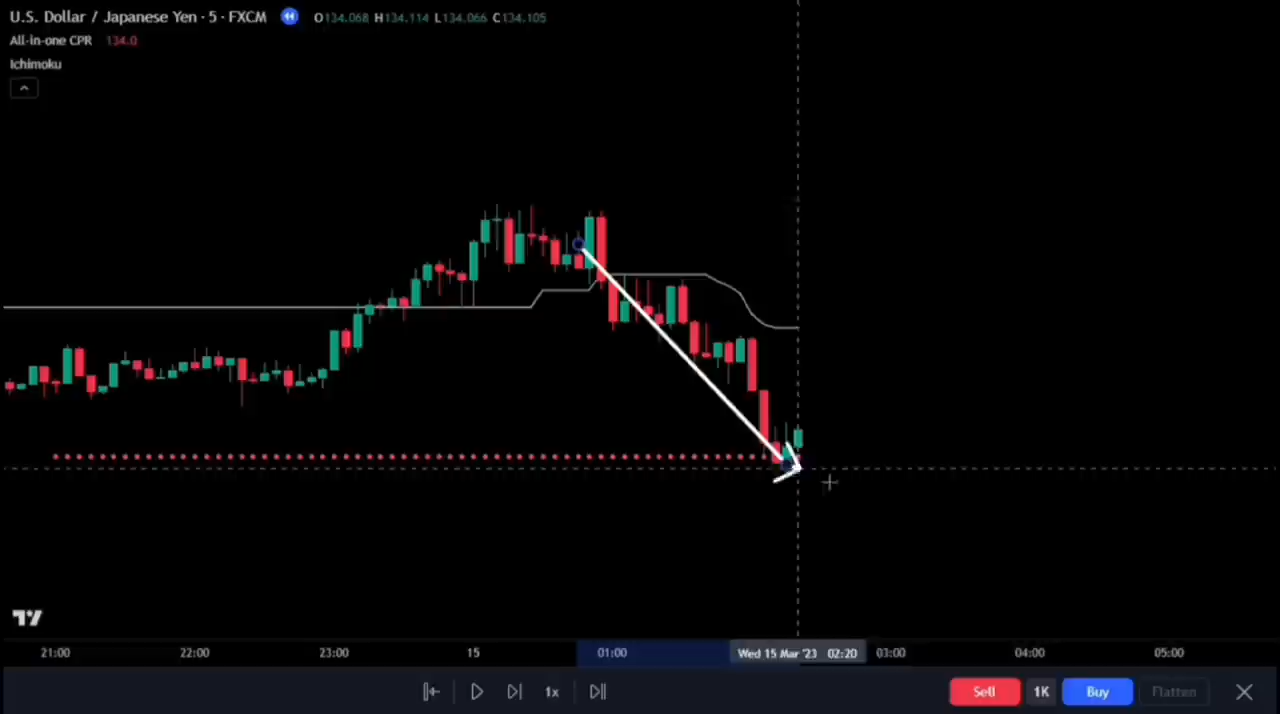 U.S. Dollar / Japanese Yen · 5 · FXCM O134.068 H134.114 L134.066 C134.105
All-in-one CPR 134.0
Ichimoku
21:00 22:00 23:00 15 01:00 Wed 15 Mar '23 02:20 03:00 04:00 05:00
1x Sell 1K Buy Flatten